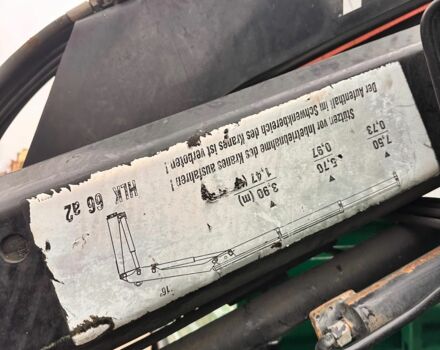 Der Aufenthalt im Schwenkbereich des Kranes ist verboten !
Stützen vor Inbetriebnahme des Kranes ausfahren !
HLK 66 a2
7,50
0,73
5,70
0,97
3,90 (m)
1,47
16°